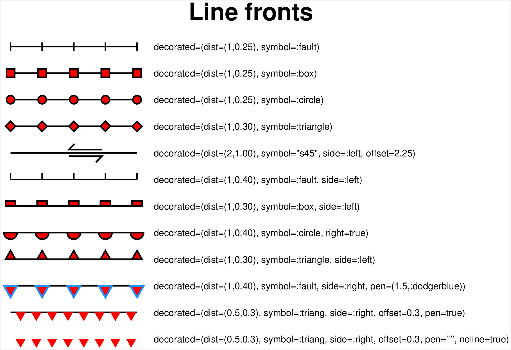 Line fronts
decorated=(dist=(1,0.25), symbol=:fault)
decorated=(dist=(1,0.25), symbol=:box)
decorated=(dist=(1,0.25), symbol=:circle)
decorated=(dist=(1,0.30), symbol=:triangle)
decorated=(dist=(2,1.00), symbol="s45", side=:left, offset=2.25)
decorated=(dist=(1,0.40), symbol=:fault, side=:left)
decorated=(dist=(1,0.30), symbol=:box, side=:left)
decorated=(dist=(1,0.40), symbol=:circle, right=true)
decorated=(dist=(1,0.30), symbol=:triangle, side=:left)
decorated=(dist=(1,0.40), symbol=:fault, side=:right, pen=(1.5,:dodgerblue))
decorated=(dist=(0.5,0.3), symbol=:triang, side=:right, offset=0.3, pen=true)
decorated=(dist=(0.5,0.3), symbol=:triang, side=:right, offset=0.3, pen="", noline=true)